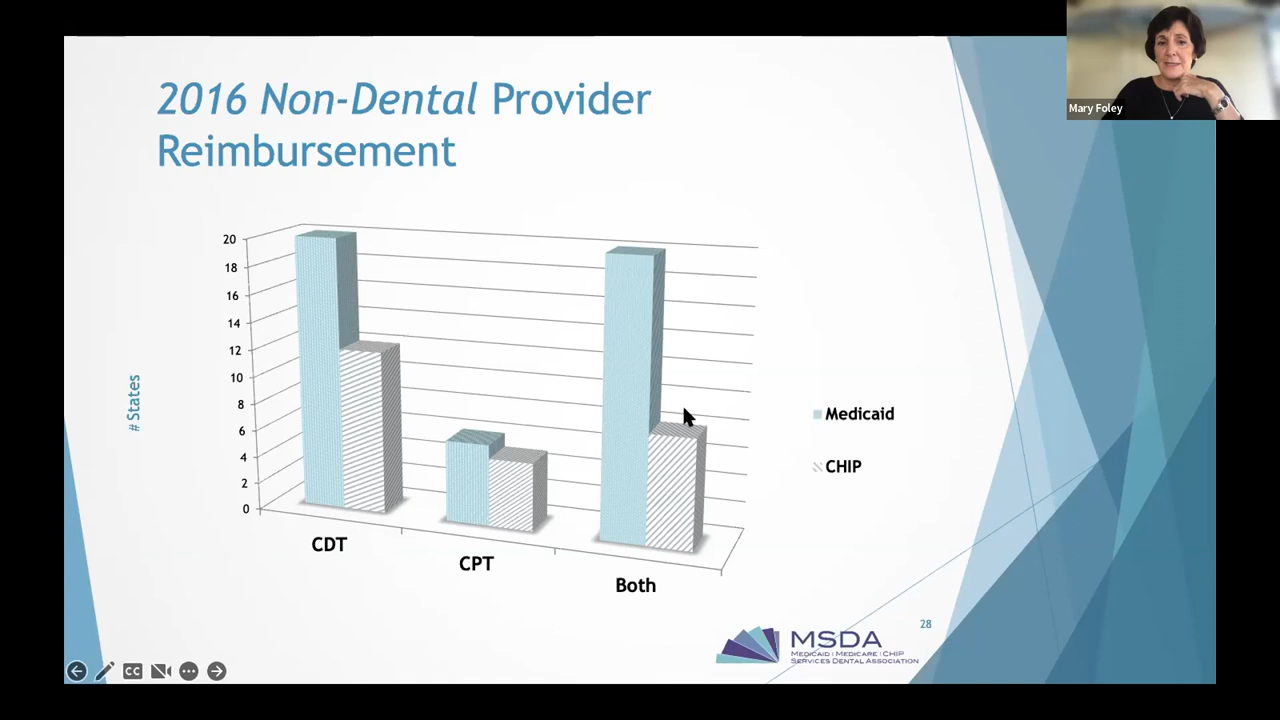 Mary Foley
2016 Non-Dental Provider
Reimbursement
20
18
16
14
12
10
8
6
4
2
0
# States
CDT
CPT
Both
Medicaid
CHIP
28
MSDA
MEDICAID | MEDICARE | CHIP
SERVICES DENTAL ASSOCIATION
CC